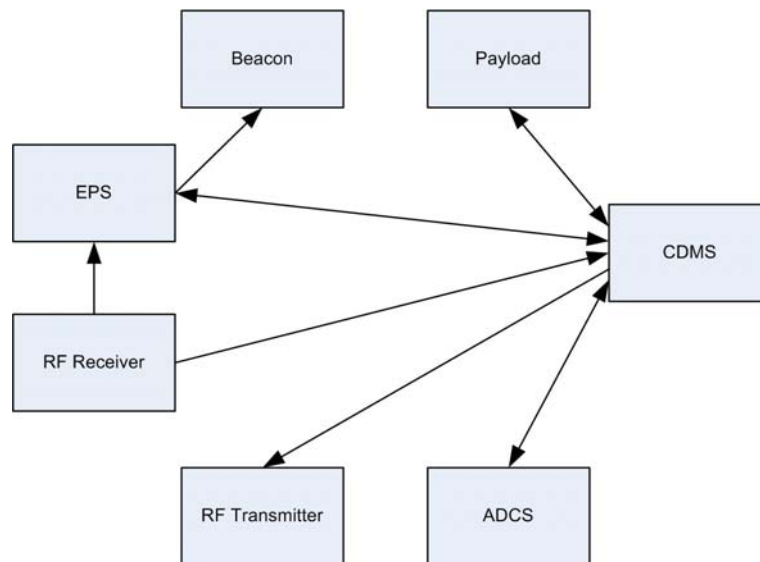 Beacon
Payload
EPS
CDMS
RF Receiver
RF Transmitter
ADCS